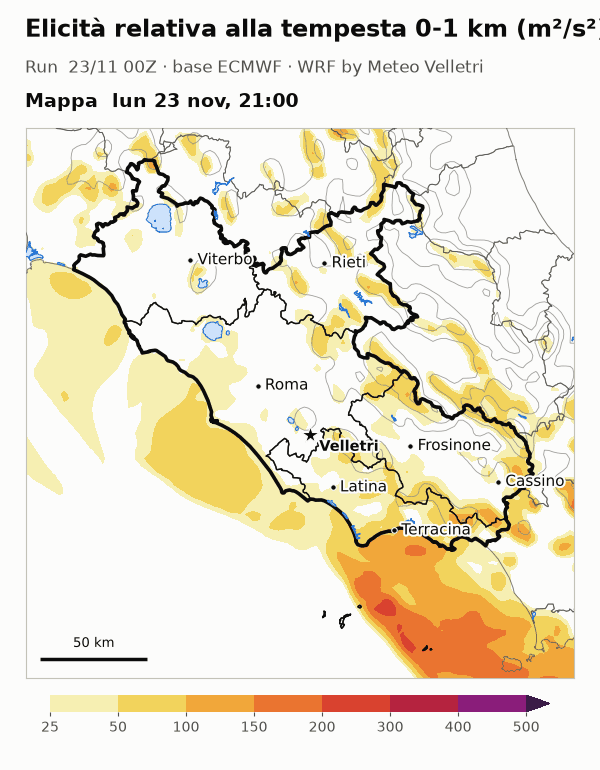 Elicità relativa alla tempesta 0-1 km (m²/s²)
Run 23/11 00Z · base ECMWF · WRF by Meteo Velletri
Mappa lun 23 nov, 21:00
Viterbo
Rieti
Roma
Velletri
Frosinone
Cassino
Latina
Terracina
50 km
25 50 100 150 200 300 400 500